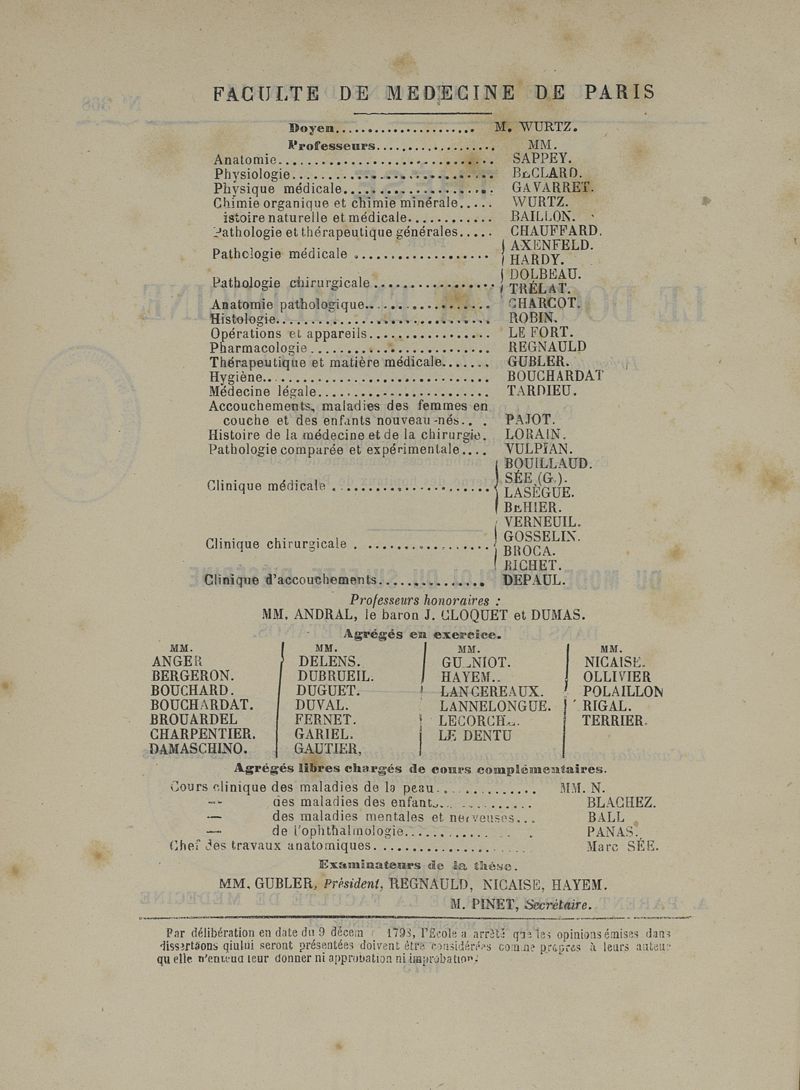 FACULTE DE MEDECINE DE PARIS
Doyen..................... M. WURTZ.
Professeurs.................. MM.
Anatomie.......................... SAPPEY.
Physiologie........................ BÉCLARD.
Physique médicale................... GAVARRET.
Chimie organique et chimie minérale..... WURTZ.
istoire naturelle et médicale............ BAILLON.
Pathologie et thérapeutique générales..... CHAUFFARD.
Pathologie médicale ................... { AXENFELD.
HARDY.
Pathologie chirurgicale ................. { DOLBEAU.
TRÉLAT.
Anatomie pathologique................. CHARCOT.
Histologie........................... ROBIN.
Opérations et appareils................. LE FORT.
Pharmacologie....................... REGNAULD
Thérapeutique et matière médicale....... GUBLER.
Hygiène............................ BOUCHARDAT
Médecine légale...................... TARDIEU.
Accouchements, maladies des femmes en
couche et des enfants nouveau-nés.. . PAJOT.
Histoire de la médecine et de la chirurgie. LORAIN.
Pathologie comparée et expérimentale.... VULPIAN.
Clinique médicale ..................... { BOUILLAUD.
SÉE (G.).
LASÈGUE.
BÉHIER.
Clinique chirurgicale . ................. { VERNEUIL.
GOSSELIN.
BROCA.
RICHET.
Clinique d'accouchements............... DEPAUL.
Professeurs honoraires :
MM. ANDRAL, le baron J. CLOQUET et DUMAS.
Agrégés en exercice.
MM. MM. MM. MM.
ANGER DELENS. GUÉNIOT. NICAISE.
BERGERON. DUBRUEIL. HAYEM.. OLLIVIER
BOUCHARD. DUGUET. LANCEREAUX. POLAILLON
BOUCHARDAT. DUVAL. LANNELONGUE. RIGAL.
BROUARDEL FERNET. LECORCHÉ. TERRIER.
CHARPENTIER. GARIEL. LE DENTU
DAMASCHINO. GAUTIER,
Agrégés libres chargés de cours complémentaires.
Cours clinique des maladies de la peau.............. MM. N.
— des maladies des enfants............. BLACHEZ.
— des maladies mentales et nerveuses... BALL
— de l'ophthalmologie............ . . PANAS.
Chef des travaux anatomiques................ Marc SÉE.
Examinateurs de la thèse.
MM. GUBLER, Président, REGNAULD, NICAISE, HAYEM.
M. PINET, Secrétaire.
Par délibération en date du 9 décem 1798, l'École a arrêté que les opinions émises dans
dissertaons qiului seront présentées doivent être considérées comme propres à leurs auteur
qu elle n'entend leur donner ni approbation ni improbation.